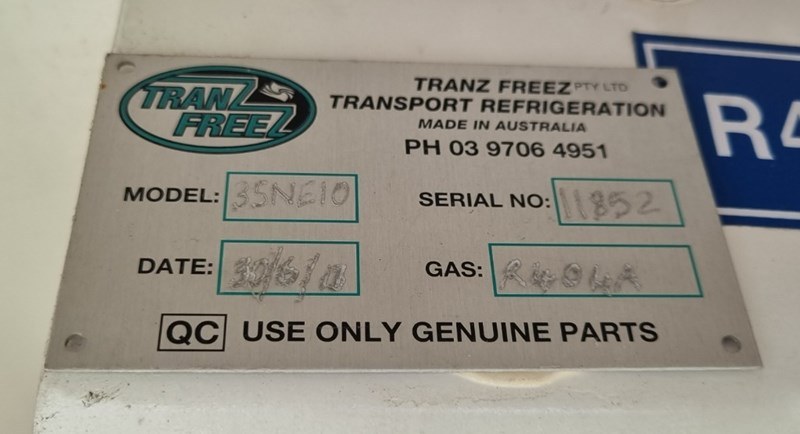 TRANZ FREEZ
TRANZ FREEZ PTY LTD
TRANSPORT REFRIGERATION
MADE IN AUSTRALIA
PH 03 9706 4951
MODEL: 35NE10
SERIAL NO: 11852
DATE:
GAS: R404A
QC USE ONLY GENUINE PARTS
R4